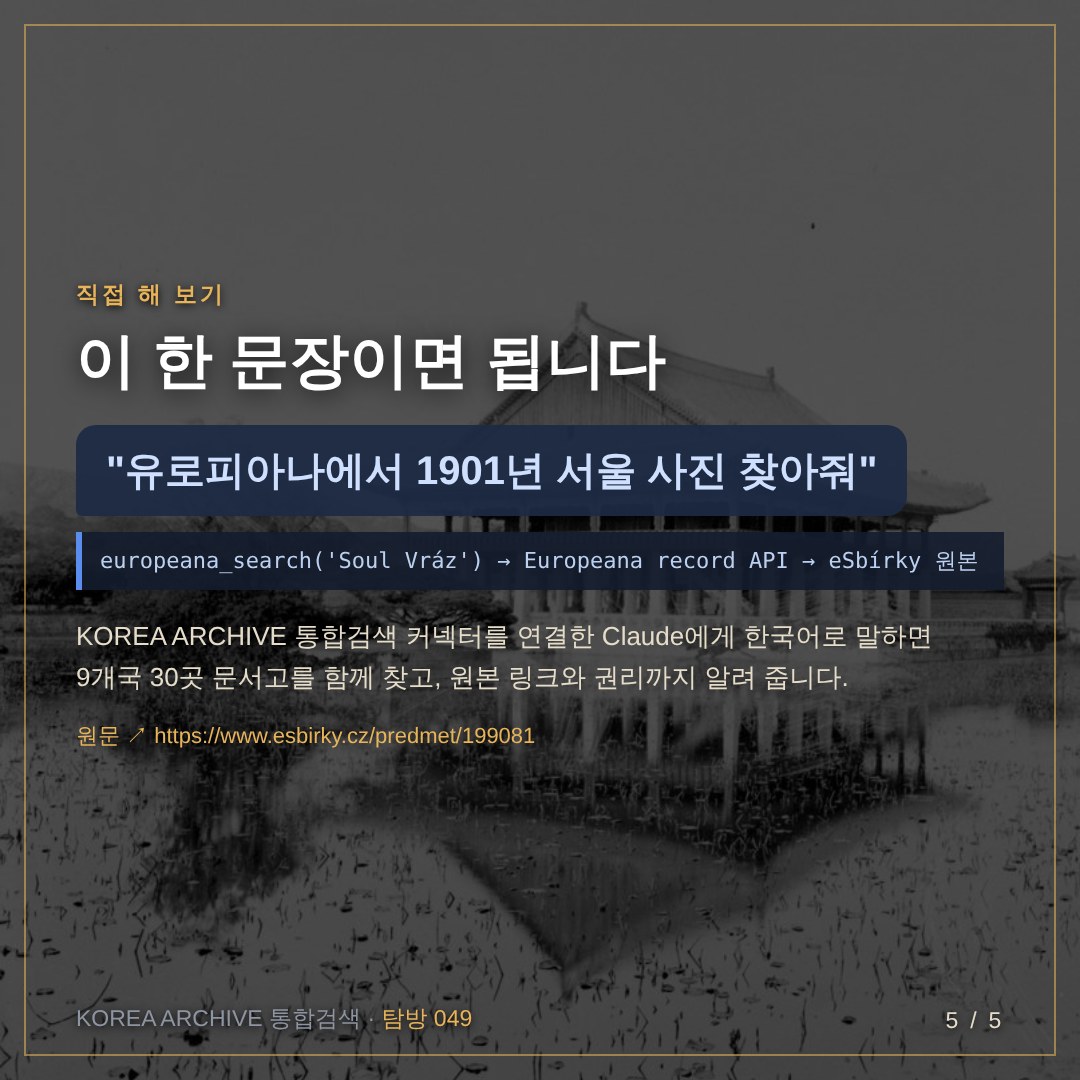 직접 해 보기
이 한 문장이면 됩니다
"유로피아나에서 1901년 서울 사진 찾아줘"
europeana_search('Soul Vráz') → Europeana record API → eSbírky 원본
KOREA ARCHIVE 통합검색 커넥터를 연결한 Claude에게 한국어로 말하면
9개국 30곳 문서고를 함께 찾고, 원본 링크와 권리까지 알려 줍니다.
원문 ↗ https://www.esbirky.cz/predmet/199081
KOREA ARCHIVE 통합검색 · 탐방 049
5 / 5